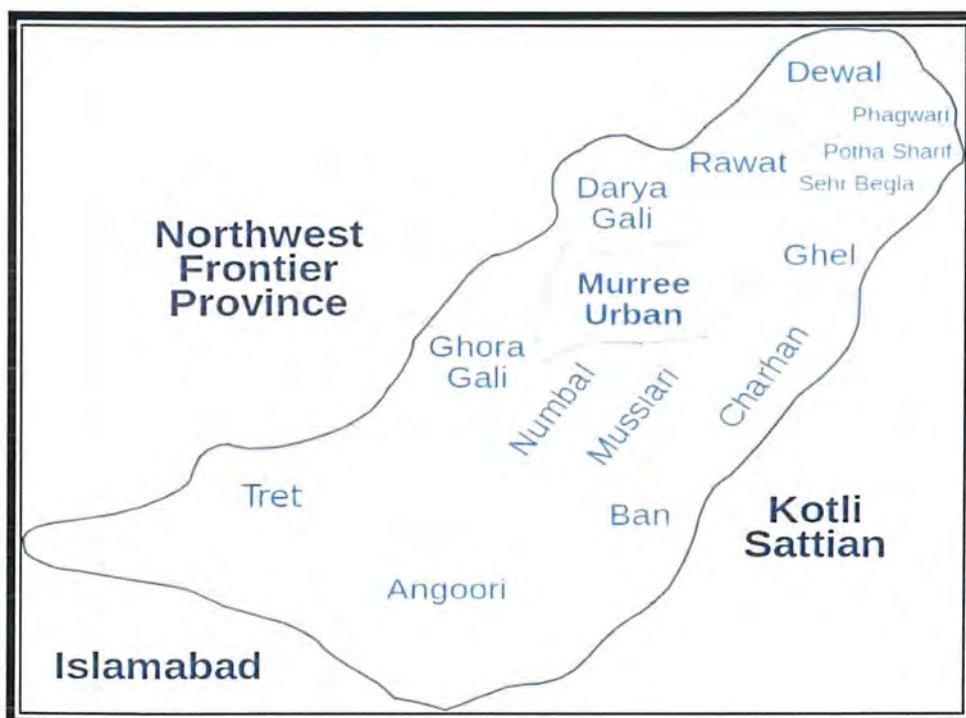 Dewal
Phagwari
Potha Sharif
Rawat
Sehr Begla
Darya
Gali
Northwest
Frontier
Province
Ghel
Murree
Urban
Ghora
Gali
Numbal
Mussiari
Charhan
Tret
Ban
Kotli
Sattian
Angoori
Islamabad